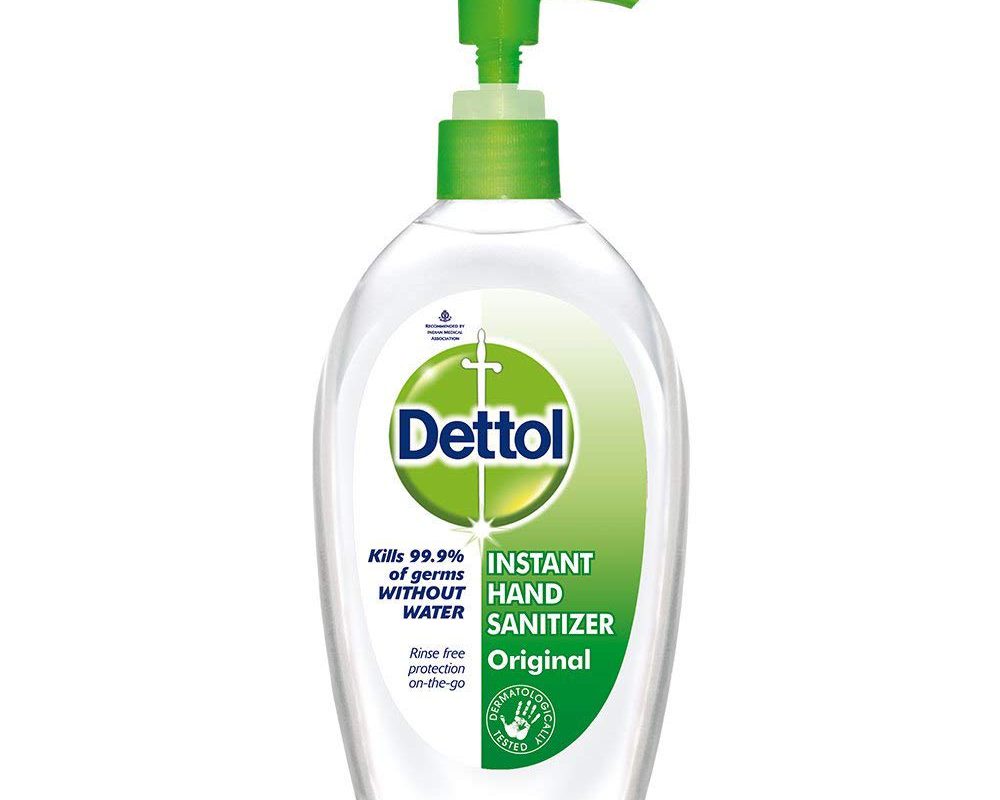 RECOMMENDED BY
INDIAN MEDICAL
ASSOCIATION
Dettol
Kills 99.9%
of germs
WITHOUT
WATER
Rinse free
protection
on-the-go
INSTANT
HAND
SANITIZER
Original
DERMATOLOGICALLY
TESTED